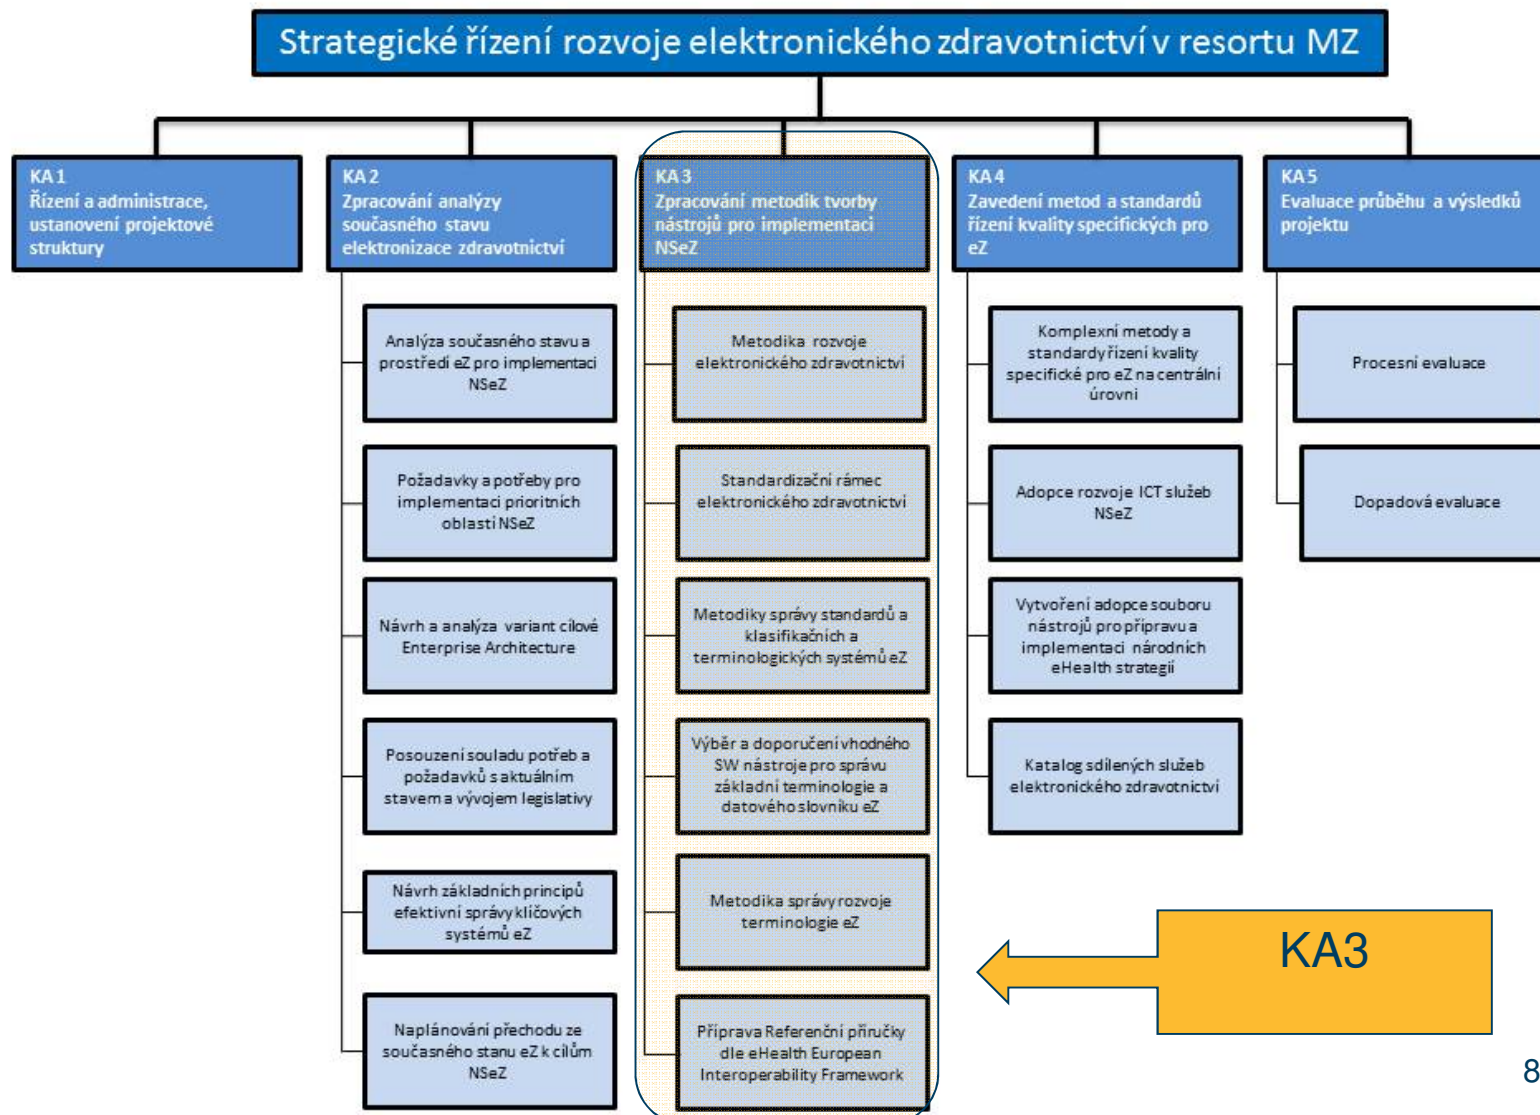 Strategické řízení rozvoje elektronického zdravotnictví v resortu MZ
KA 1
Řízení a administrace,
ustanovení projektové
struktury
KA 2
Zpracování analýzy
současného stavu
elektronizace zdravotnictví
Analýza současného stavu a
prostředí eZ pro implementaci
NSeZ
Požadavky a potřeby pro
implementaci prioritních
oblastí NSeZ
Návrh a analýza variant cílové
Enterprise Architecture
Posouzení souladu potřeb a
požadavků s aktuálním
stavem a vývojem legislativy
Návrh základních principů
efektivní správy klíčových
systémů eZ
Naplánování přechodu ze
současného stanu eZ k cílům
NSeZ
KA 3
Zpracování metodik tvorby
nástrojů pro implementaci
NSeZ
Metodika rozvoje
elektronického zdravotnictví
Standardizační rámec
elektronického zdravotnictví
Metodiky správy standardů a
klasifikačních a
terminologických systémů eZ
Výběr a doporučení vhodného
SW nástroje pro správu
základní terminologie a
datového slovníku eZ
Metodika správy rozvoje
terminologie eZ
Příprava Referenční příručky
dle eHealth European
Interoperability Framework
KA 4
Zavedení metod a standardů
řízení kvality specifických pro
eZ
Komplexní metody a
standardy řízení kvality
specifické pro eZ na centrální
úrovni
Adopce rozvoje ICT služeb
NSeZ
Vytvoření adopce souboru
nástrojů pro přípravu a
implementaci národních
eHealth strategií
Katalog sdílených služeb
elektronického zdravotnictví
KA 5
Evaluace průběhu a výsledků
projektu
Procesní evaluace
Dopadová evaluace
KA3
8